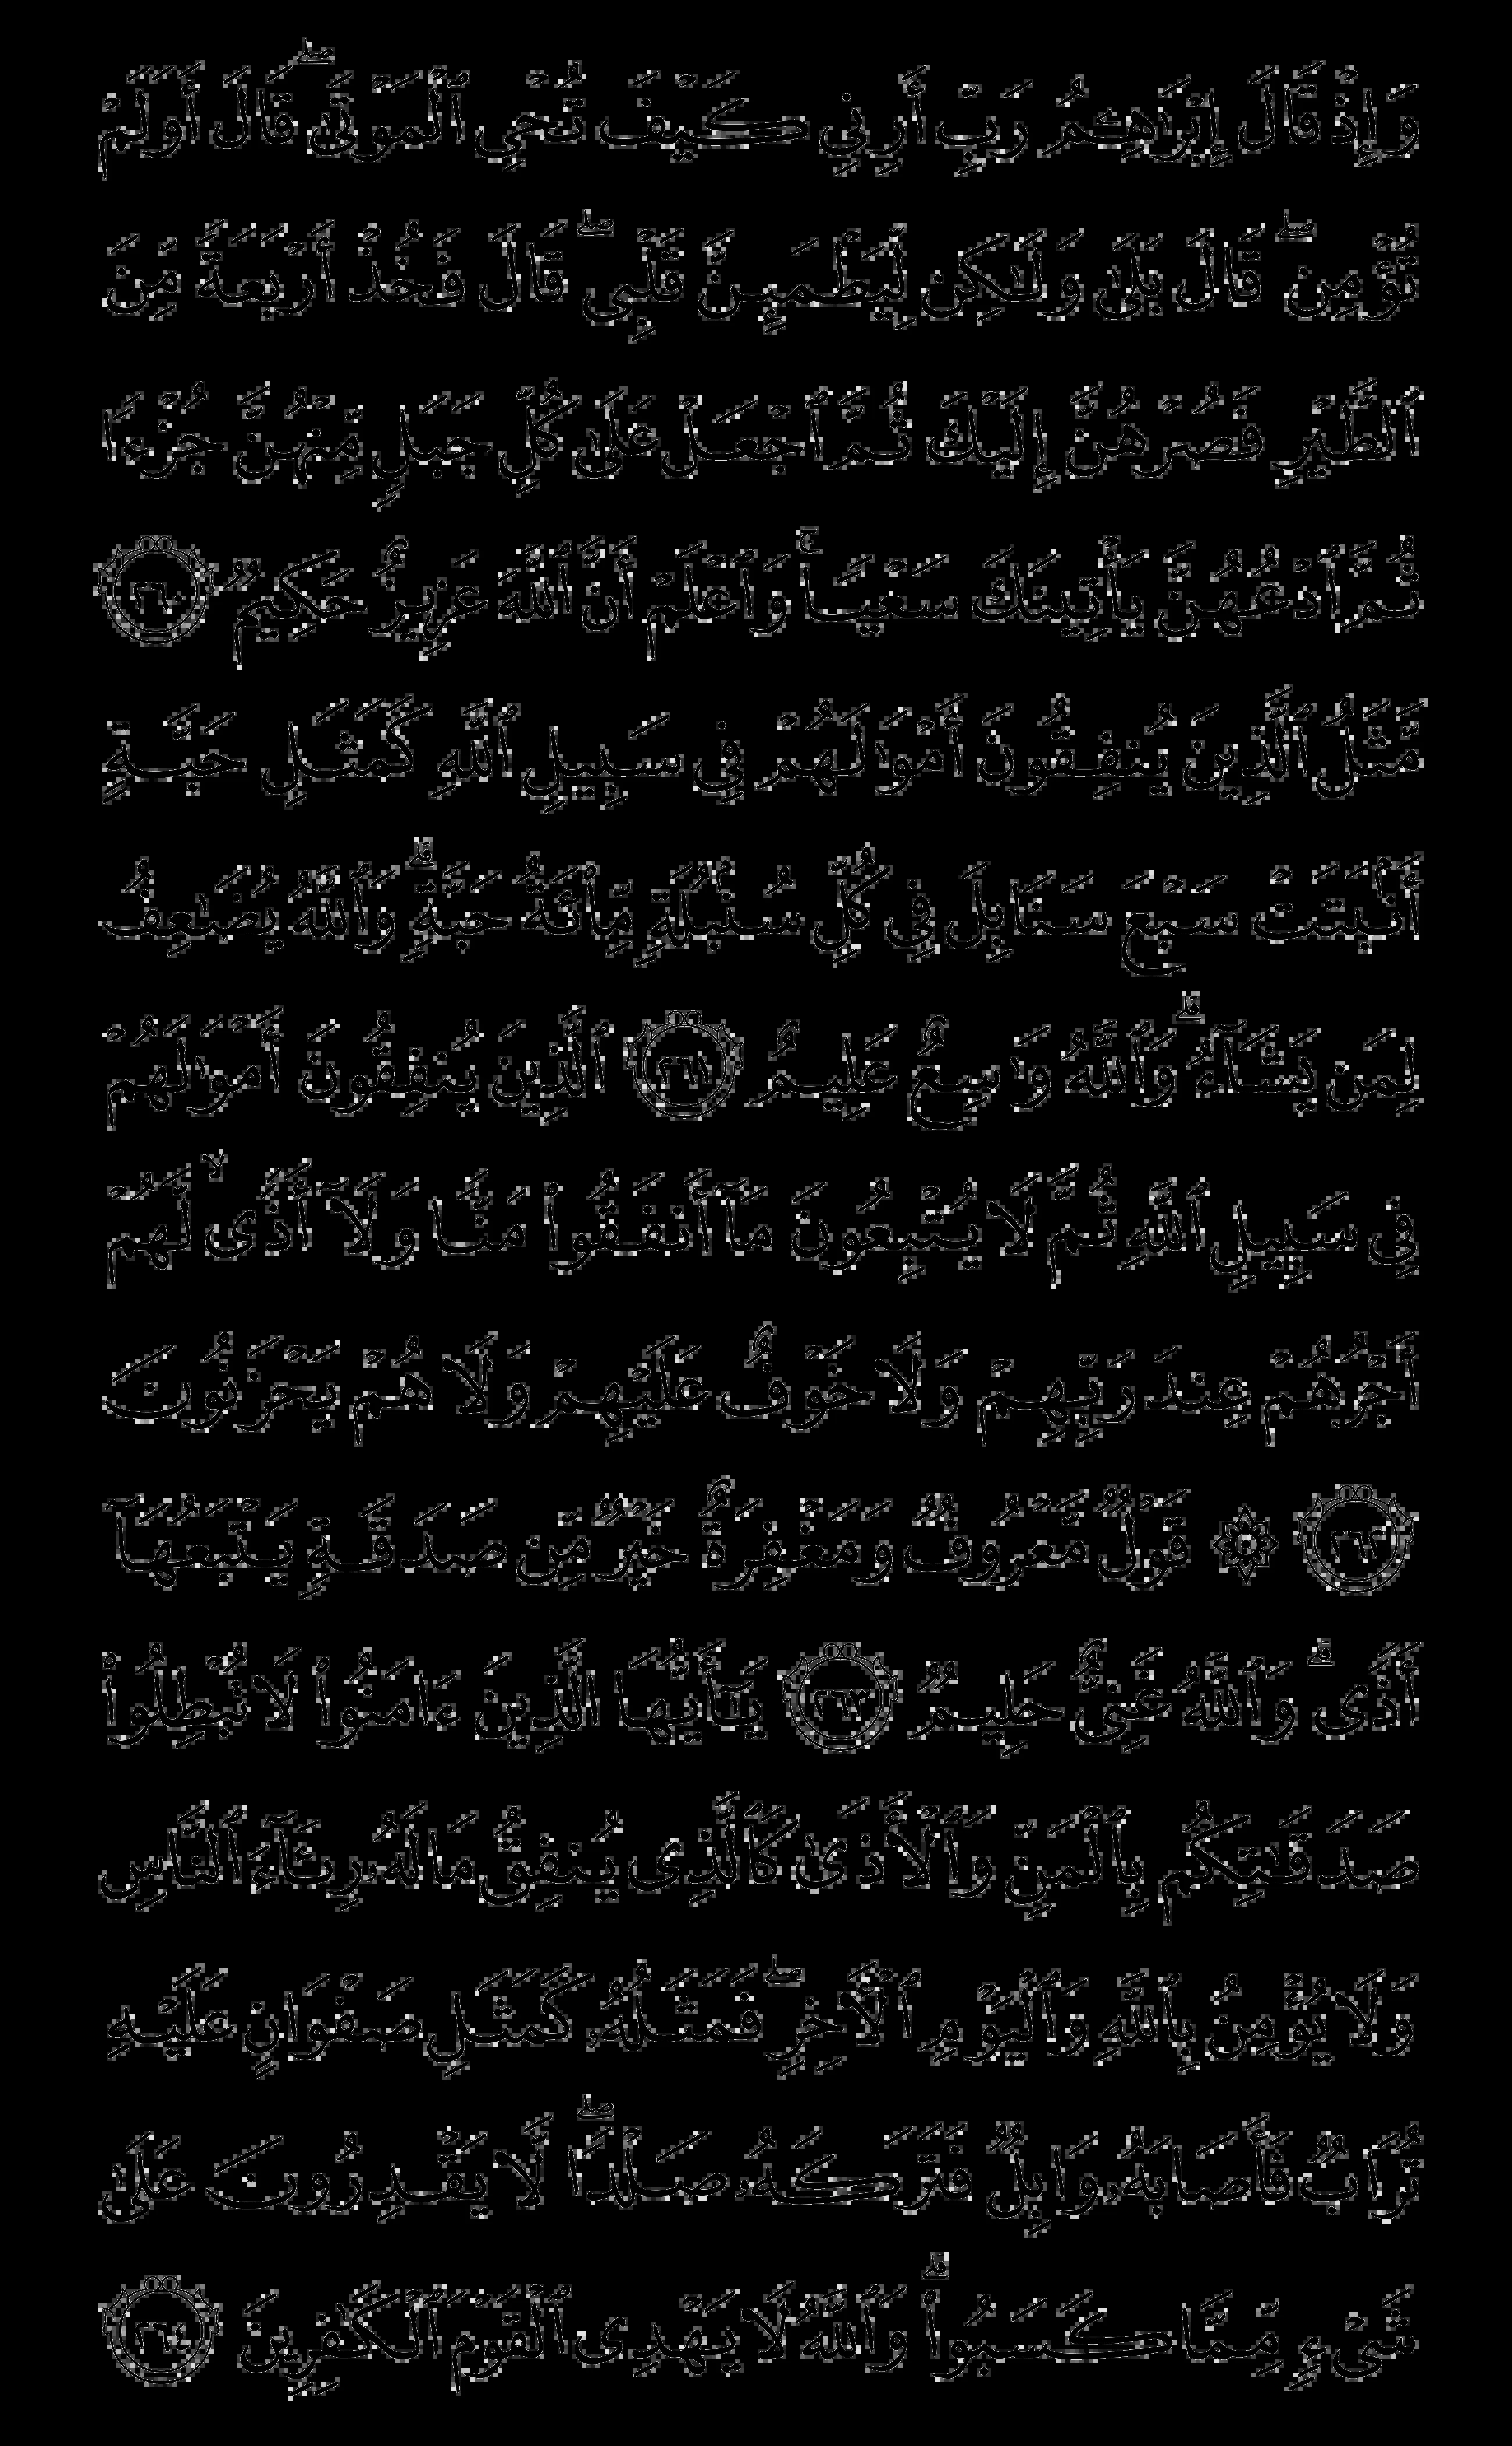 وَإِذْ قَالَ إِبْرَٰهِـۧمُ رَبِّ أَرِنِي كَيْفَ تُحْيِ ٱلْمَوْتَىٰ ۖ قَالَ أَوَلَمْ
تُؤْمِن ۖ قَالَ بَلَىٰ وَلَـٰكِن لِّيَطْمَئِنَّ قَلْبِي ۖ قَالَ فَخُذْ أَرْبَعَةً مِّنَ
ٱلطَّيْرِ فَصُرْهُنَّ إِلَيْكَ ثُمَّ ٱجْعَلْ عَلَىٰ كُلِّ جَبَلٍ مِّنْهُنَّ جُزْءًا
ثُمَّ ٱدْعُهُنَّ يَأْتِينَكَ سَعْيًا ۚ وَٱعْلَمْ أَنَّ ٱللَّهَ عَزِيزٌ حَكِيمٌ ٢٦٠
مَّثَلُ ٱلَّذِينَ يُنفِقُونَ أَمْوَٰلَهُمْ فِي سَبِيلِ ٱللَّهِ كَمَثَلِ حَبَّةٍ
أَنۢبَتَتْ سَبْعَ سَنَابِلَ فِي كُلِّ سُنۢبُلَةٍ مِّا۟ئَةُ حَبَّةٍ ۗ وَٱللَّهُ يُضَـٰعِفُ
لِمَن يَشَآءُ ۗ وَٱللَّهُ وَٰسِعٌ عَلِيمٌ ٢٦١ ٱلَّذِينَ يُنفِقُونَ أَمْوَٰلَهُمْ
فِي سَبِيلِ ٱللَّهِ ثُمَّ لَا يُتْبِعُونَ مَآ أَنفَقُوا۟ مَنًّا وَلَآ أَذًى ۙ لَّهُمْ
أَجْرُهُمْ عِندَ رَبِّهِمْ وَلَا خَوْفٌ عَلَيْهِمْ وَلَا هُمْ يَحْزَنُونَ
٢٦٢ ۞ قَوْلٌ مَّعْرُوفٌ وَمَغْفِرَةٌ خَيْرٌ مِّن صَدَقَةٍ يَتْبَعُهَآ
أَذًى ۗ وَٱللَّهُ غَنِيٌّ حَلِيمٌ ٢٦٣ يَـٰٓأَيُّهَا ٱلَّذِينَ ءَامَنُوا۟ لَا تُبْطِلُوا۟
صَدَقَـٰتِكُم بِٱلْمَنِّ وَٱلْأَذَىٰ كَٱلَّذِى يُنفِقُ مَالَهُۥ رِئَآءَ ٱلنَّاسِ
وَلَا يُؤْمِنُ بِٱللَّهِ وَٱلْيَوْمِ ٱلْـَٔاخِرِ ۖ فَمَثَلُهُۥ كَمَثَلِ صَفْوَانٍ عَلَيْهِ
تُرَابٌ فَأَصَابَهُۥ وَابِلٌ فَتَرَكَهُۥ صَلْدًا ۖ لَّا يَقْدِرُونَ عَلَىٰ
شَىْءٍ مِّمَّا كَسَبُوا۟ ۗ وَٱللَّهُ لَا يَهْدِى ٱلْقَوْمَ ٱلْكَـٰفِرِينَ ٢٦٤